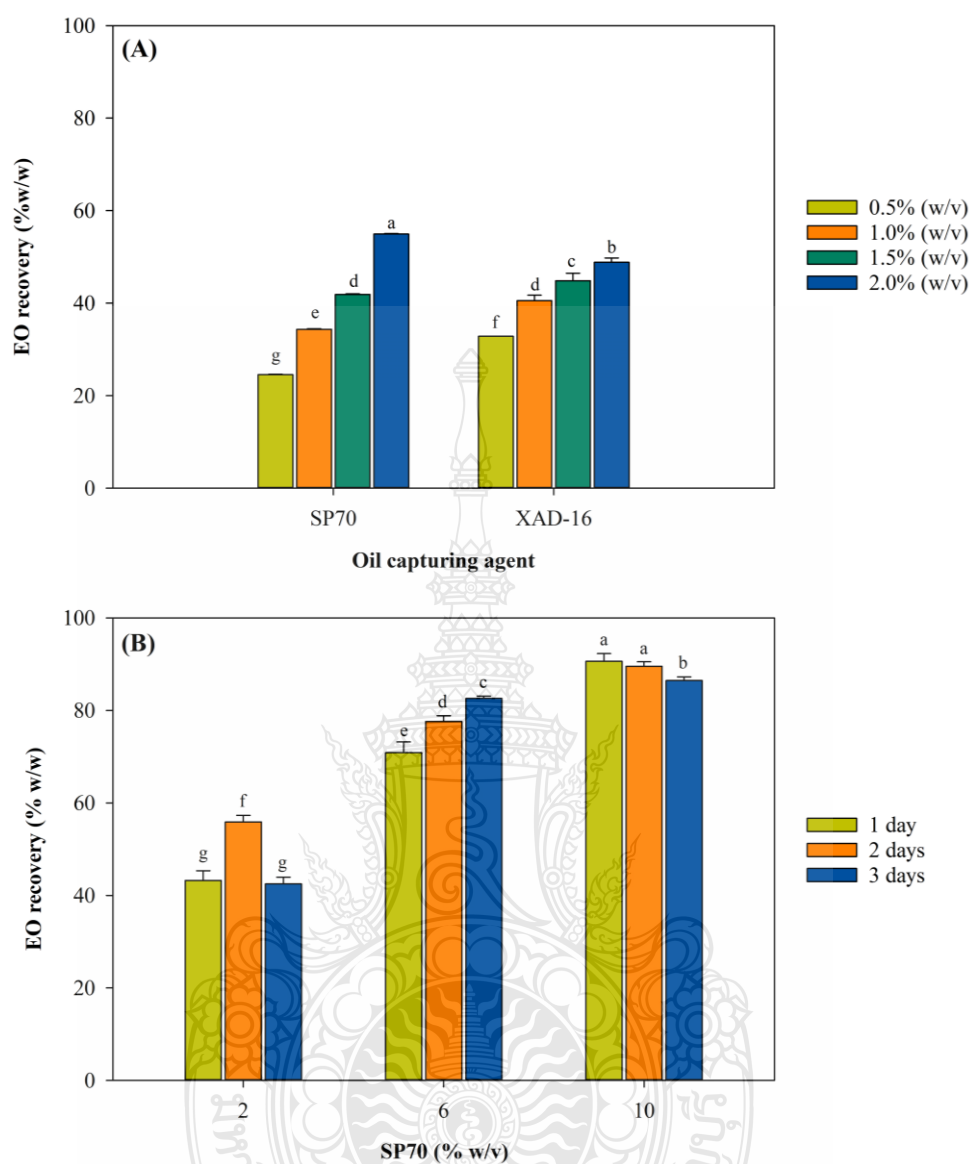 (A)
100
80
60
40
20
0
EO recovery (%w/w)
g
e
d
a
f
d
c
b
SP70
XAD-16
Oil capturing agent
0.5% (w/v)
1.0% (w/v)
1.5% (w/v)
2.0% (w/v)
(B)
100
80
60
40
20
0
EO recovery (% w/w)
g
f
g
e
d
c
a
a
b
2
6
10
SP70 (% w/v)
1 day
2 days
3 days